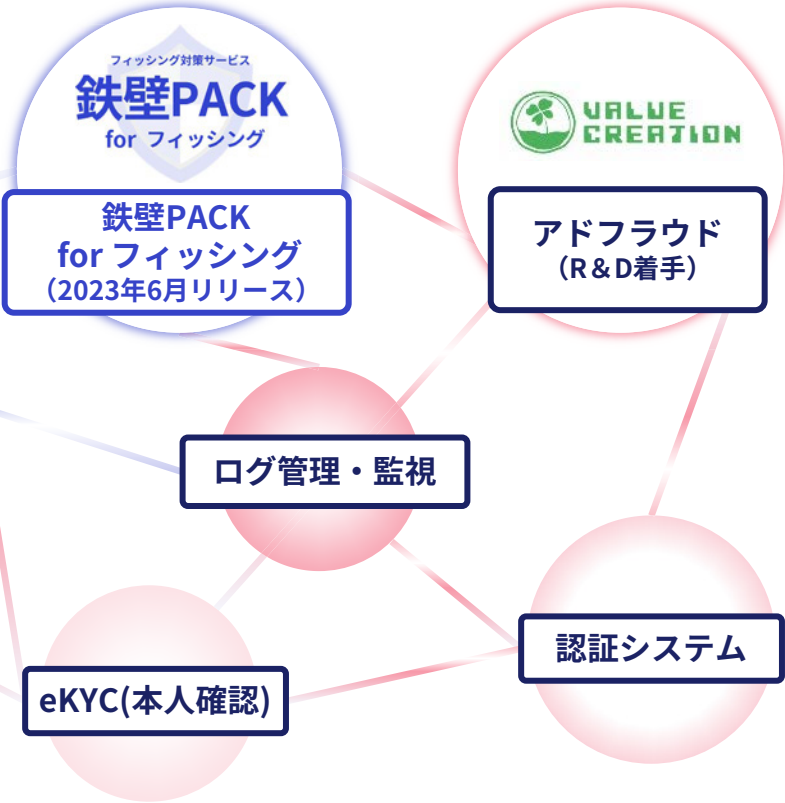 フィッシング対策サービス
鉄壁PACK
for フィッシング
鉄壁PACK
for フィッシング
（2023年6月リリース）
VALUE
CREATION
アドフラウド
（R＆D着手）
ログ管理・監視
認証システム
eKYC(本人確認)